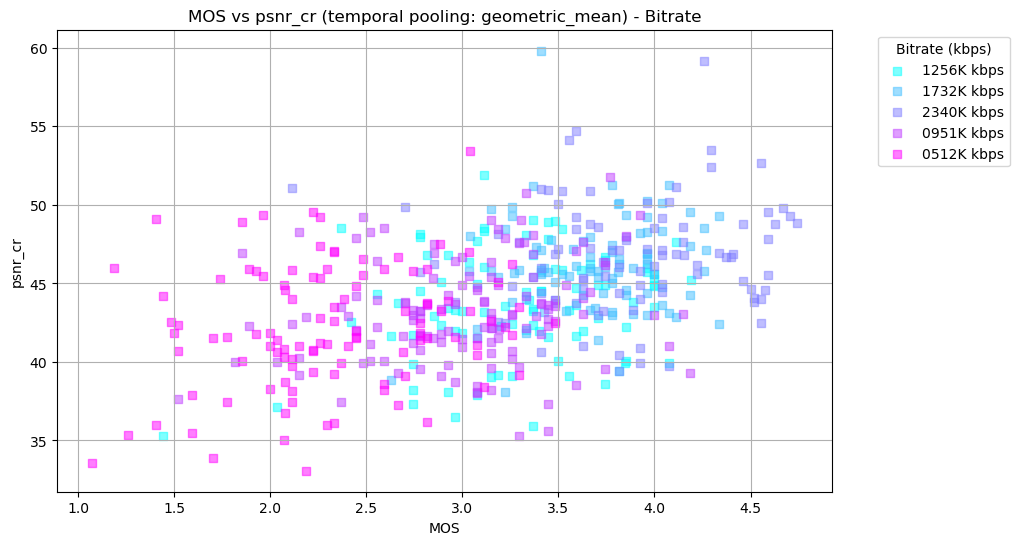 MOS vs psnr_cr (temporal pooling: geometric_mean) - Bitrate
Bitrate (kbps)
1256K kbps
1732K kbps
2340K kbps
0951K kbps
0512K kbps
psnr_cr
60
55
50
45
40
35
1.0 1.5 2.0 2.5 3.0 3.5 4.0 4.5
MOS